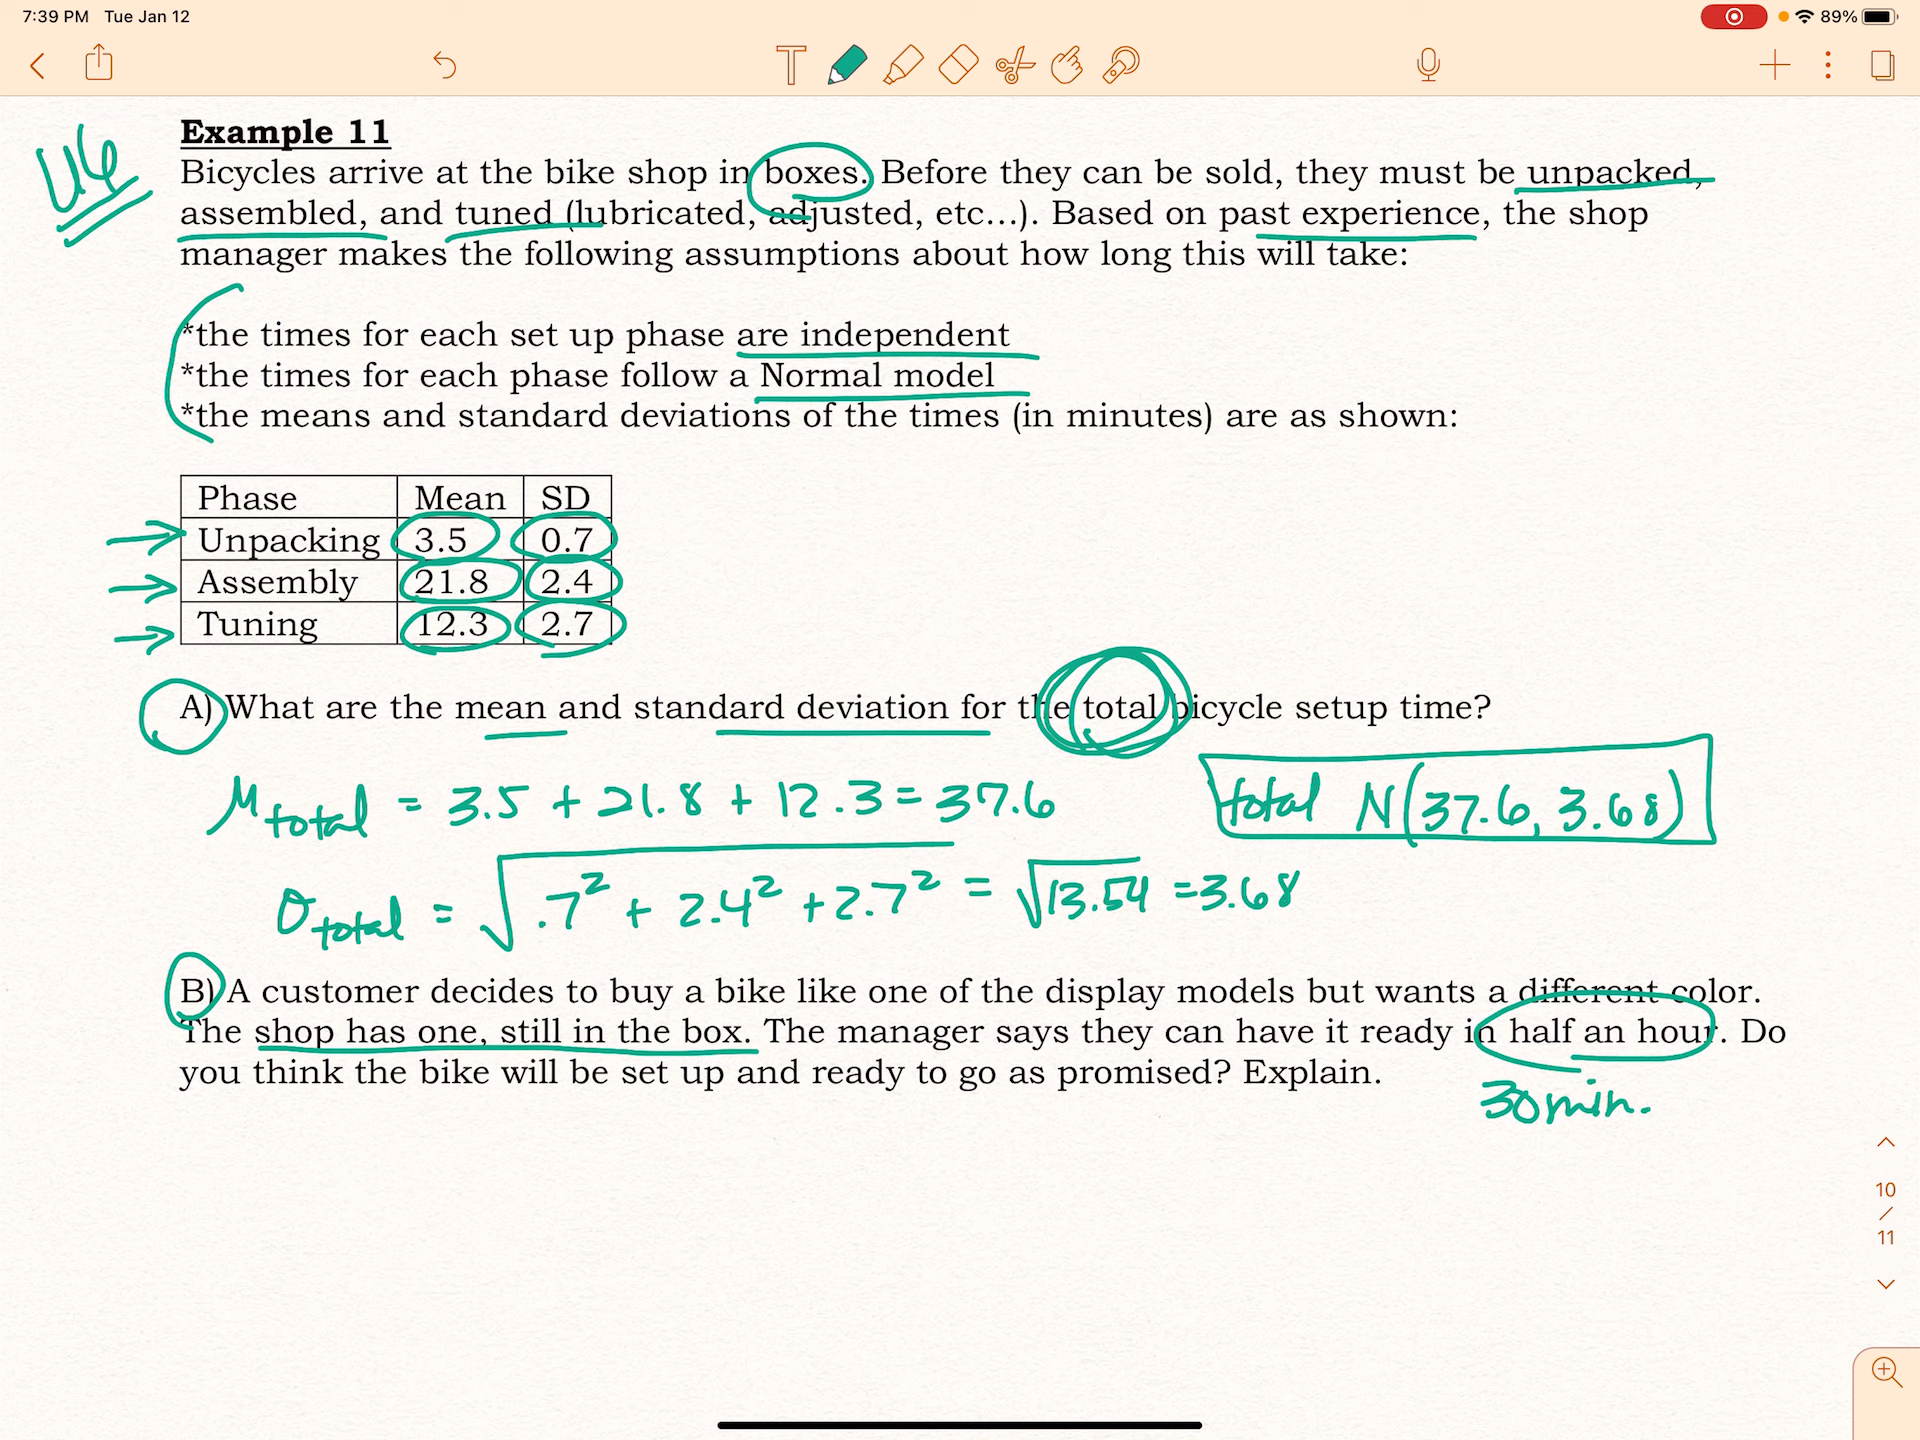 7:39 PM Tue Jan 12
89%
U6
Example 11
Bicycles arrive at the bike shop in boxes. Before they can be sold, they must be unpacked,
assembled, and tuned (lubricated, adjusted, etc...). Based on past experience, the shop
manager makes the following assumptions about how long this will take:
*the times for each set up phase are independent
*the times for each phase follow a Normal model
*the means and standard deviations of the times (in minutes) are as shown:
Phase Mean SD
Unpacking 3.5 0.7
Assembly 21.8 2.4
Tuning 12.3 2.7
A) What are the mean and standard deviation for the total bicycle setup time?
μtotal = 3.5 + 21.8 + 12.3 = 37.6
total N(37.6, 3.68)
σtotal = √.7² + 2.4² + 2.7² = √13.54 = 3.68
B) A customer decides to buy a bike like one of the display models but wants a different color.
The shop has one, still in the box. The manager says they can have it ready in half an hour. Do
you think the bike will be set up and ready to go as promised? Explain.
30 min.
10
/
11